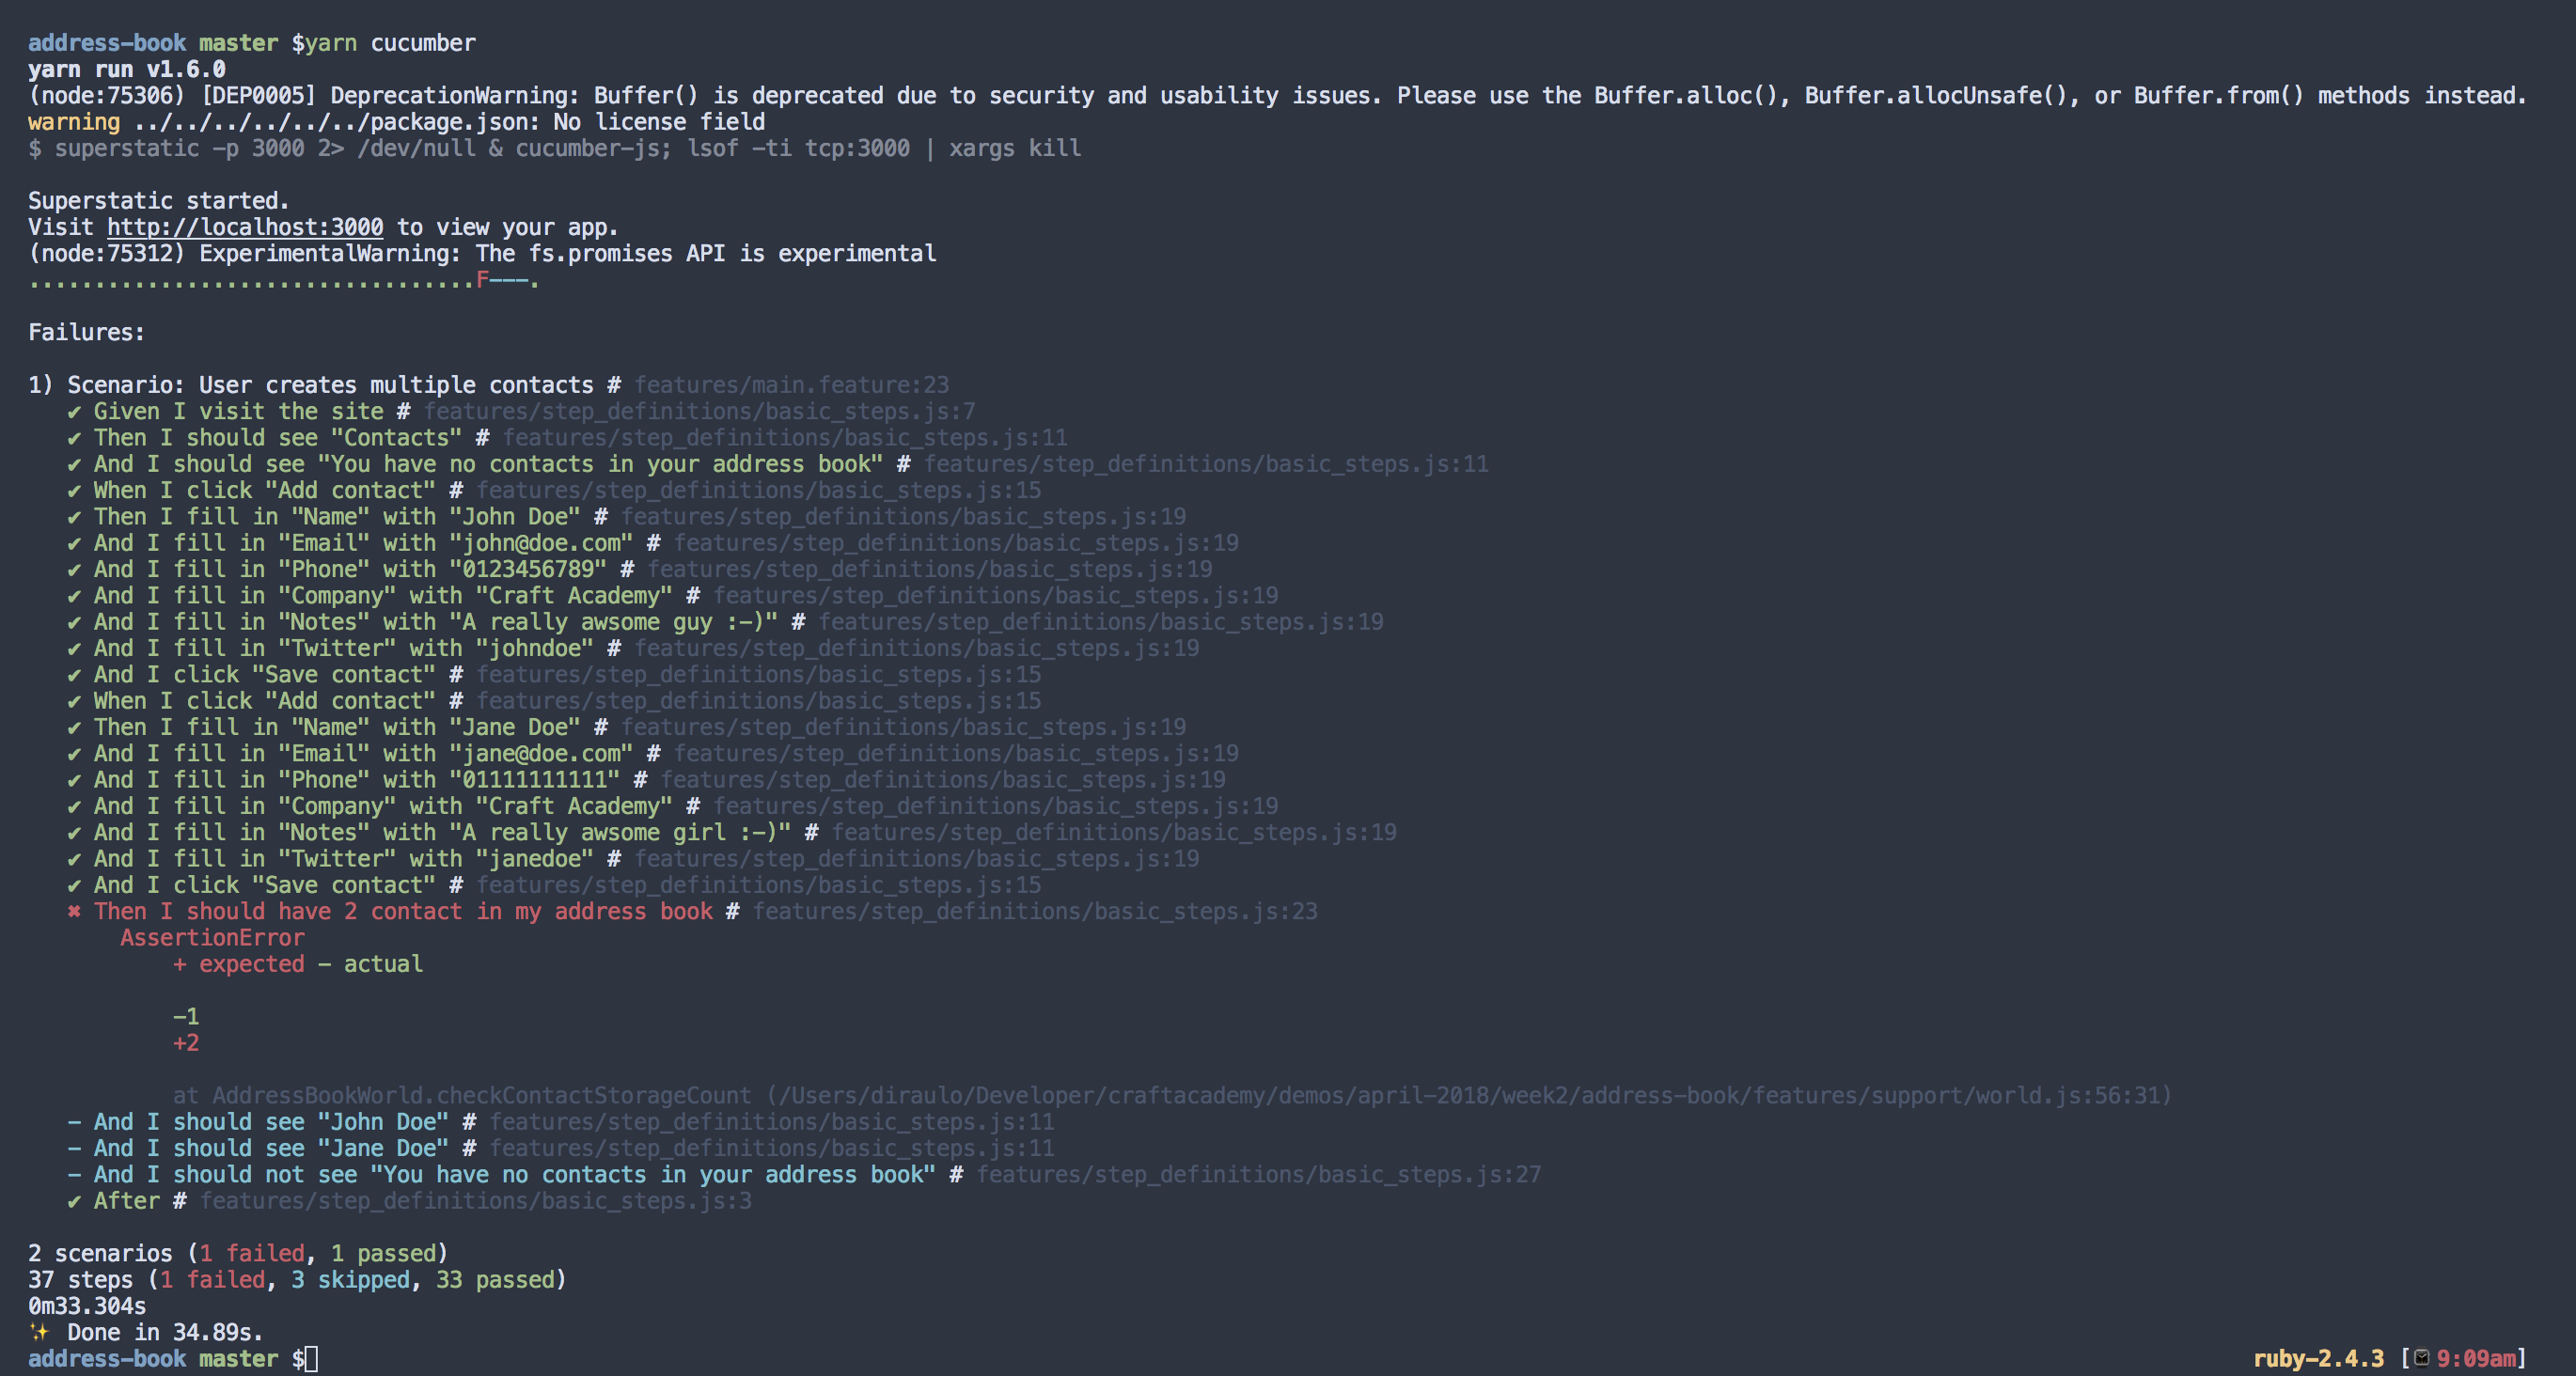 address-book master $yarn cucumber
yarn run v1.6.0
(node:75306) [DEP0005] DeprecationWarning: Buffer() is deprecated due to security and usability issues. Please use the Buffer.alloc(), Buffer.allocUnsafe(), or Buffer.from() methods instead.
warning ../../../../../../package.json: No license field
$ superstatic -p 3000 2> /dev/null & cucumber-js; lsof -ti tcp:3000 | xargs kill
Superstatic started.
Visit http://localhost:3000 to view your app.
(node:75312) ExperimentalWarning: The fs.promises API is experimental
..................................F---.
Failures:
1) Scenario: User creates multiple contacts # features/main.feature:23
✔ Given I visit the site # features/step_definitions/basic_steps.js:7
✔ Then I should see "Contacts" # features/step_definitions/basic_steps.js:11
✔ And I should see "You have no contacts in your address book" # features/step_definitions/basic_steps.js:11
✔ When I click "Add contact" # features/step_definitions/basic_steps.js:15
✔ Then I fill in "Name" with "John Doe" # features/step_definitions/basic_steps.js:19
✔ And I fill in "Email" with "john@doe.com" # features/step_definitions/basic_steps.js:19
✔ And I fill in "Phone" with "0123456789" # features/step_definitions/basic_steps.js:19
✔ And I fill in "Company" with "Craft Academy" # features/step_definitions/basic_steps.js:19
✔ And I fill in "Notes" with "A really awsome guy :-)" # features/step_definitions/basic_steps.js:19
✔ And I fill in "Twitter" with "johndoe" # features/step_definitions/basic_steps.js:19
✔ And I click "Save contact" # features/step_definitions/basic_steps.js:15
✔ When I click "Add contact" # features/step_definitions/basic_steps.js:15
✔ Then I fill in "Name" with "Jane Doe" # features/step_definitions/basic_steps.js:19
✔ And I fill in "Email" with "jane@doe.com" # features/step_definitions/basic_steps.js:19
✔ And I fill in "Phone" with "01111111111" # features/step_definitions/basic_steps.js:19
✔ And I fill in "Company" with "Craft Academy" # features/step_definitions/basic_steps.js:19
✔ And I fill in "Notes" with "A really awsome girl :-)" # features/step_definitions/basic_steps.js:19
✔ And I fill in "Twitter" with "janedoe" # features/step_definitions/basic_steps.js:19
✔ And I click "Save contact" # features/step_definitions/basic_steps.js:15
✖ Then I should have 2 contact in my address book # features/step_definitions/basic_steps.js:23
AssertionError
+ expected - actual
-1
+2
at AddressBookWorld.checkContactStorageCount (/Users/diraulo/Developer/craftacademy/demos/april-2018/week2/address-book/features/support/world.js:56:31)
- And I should see "John Doe" # features/step_definitions/basic_steps.js:11
- And I should see "Jane Doe" # features/step_definitions/basic_steps.js:11
- And I should not see "You have no contacts in your address book" # features/step_definitions/basic_steps.js:27
✔ After # features/step_definitions/basic_steps.js:3
2 scenarios (1 failed, 1 passed)
37 steps (1 failed, 3 skipped, 33 passed)
0m33.304s
✨ Done in 34.89s.
address-book master $ ruby-2.4.3 [9:09am]